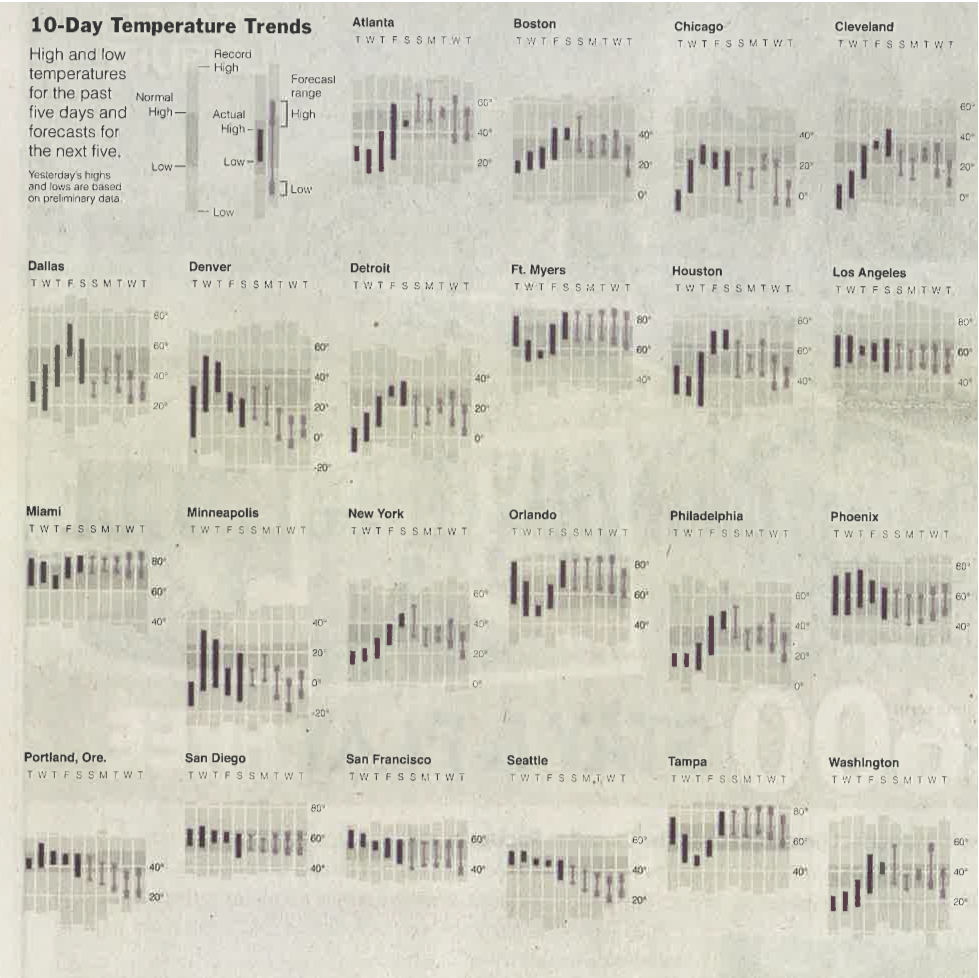 10-Day Temperature Trends
High and low
temperatures
for the past
five days and
forecasts for
the next five.
Yesterday's highs
and lows are based
on preliminary data.
Record
High
Normal
High
Low
Low
Actual
High
Low
Forecast
range
High
Low
Atlanta
T W T F S S M T W T
60°
40°
20°
Boston
T W T F S S M T W T
40°
20°
0°
Chicago
T W T F S S M T W T
40°
20°
0°
Cleveland
T W T F S S M T W T
60°
40°
20°
0°
Dallas
T W T F S S M T W T
80°
60°
40°
20°
Denver
T W T F S S M T W T
60°
40°
20°
0°
-20°
Detroit
T W T F S S M T W T
40°
20°
0°
Ft. Myers
T W T F S S M T W T
80°
60°
40°
Houston
T W T F S S M T W T
80°
60°
40°
Los Angeles
T W T F S S M T W T
80°
60°
40°
Miami
T W T F S S M T W T
80°
60°
40°
Minneapolis
T W T F S S M T W T
40°
20°
0°
-20°
New York
T W T F S S M T W T
60°
40°
20°
0°
Orlando
T W T F S S M T W T
80°
60°
40°
Philadelphia
T W T F S S M T W T
60°
40°
20°
0°
Phoenix
T W T F S S M T W T
80°
60°
40°
Portland, Ore.
T W T F S S M T W T
40°
20°
San Diego
T W T F S S M T W T
80°
60°
40°
San Francisco
T W T F S S M T W T
60°
40°
Seattle
T W T F S S M T W T
60°
40°
20°
Tampa
T W T F S S M T W T
80°
60°
40°
Washington
T W T F S S M T W T
60°
40°
20°